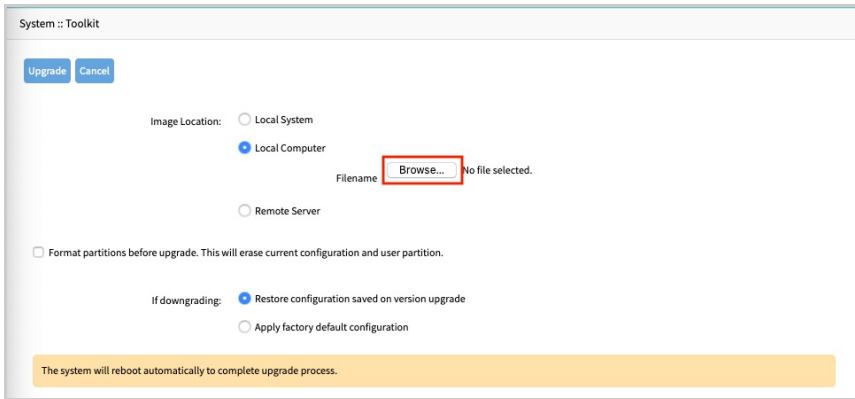 System :: Toolkit
Upgrade Cancel
Image Location: Local System
Local Computer
Filename Browse... No file selected.
Remote Server
Format partitions before upgrade. This will erase current configuration and user partition.
If downgrading: Restore configuration saved on version upgrade
Apply factory default configuration
The system will reboot automatically to complete upgrade process.